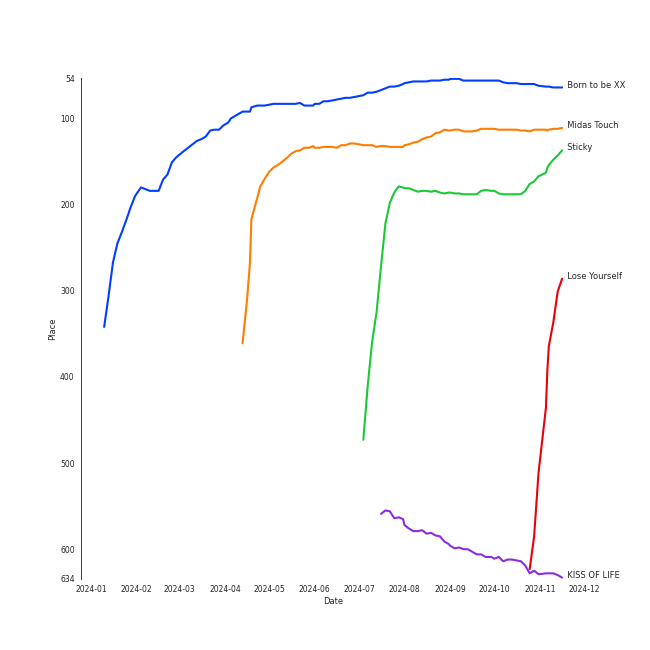 54
100
200
300
400
500
600
634
Place
2024-01
2024-02
2024-03
2024-04
2024-05
2024-06
2024-07
2024-08
2024-09
2024-10
2024-11
2024-12
Date
Born to be XX
Midas Touch
Sticky
Lose Yourself
KISS OF LIFE